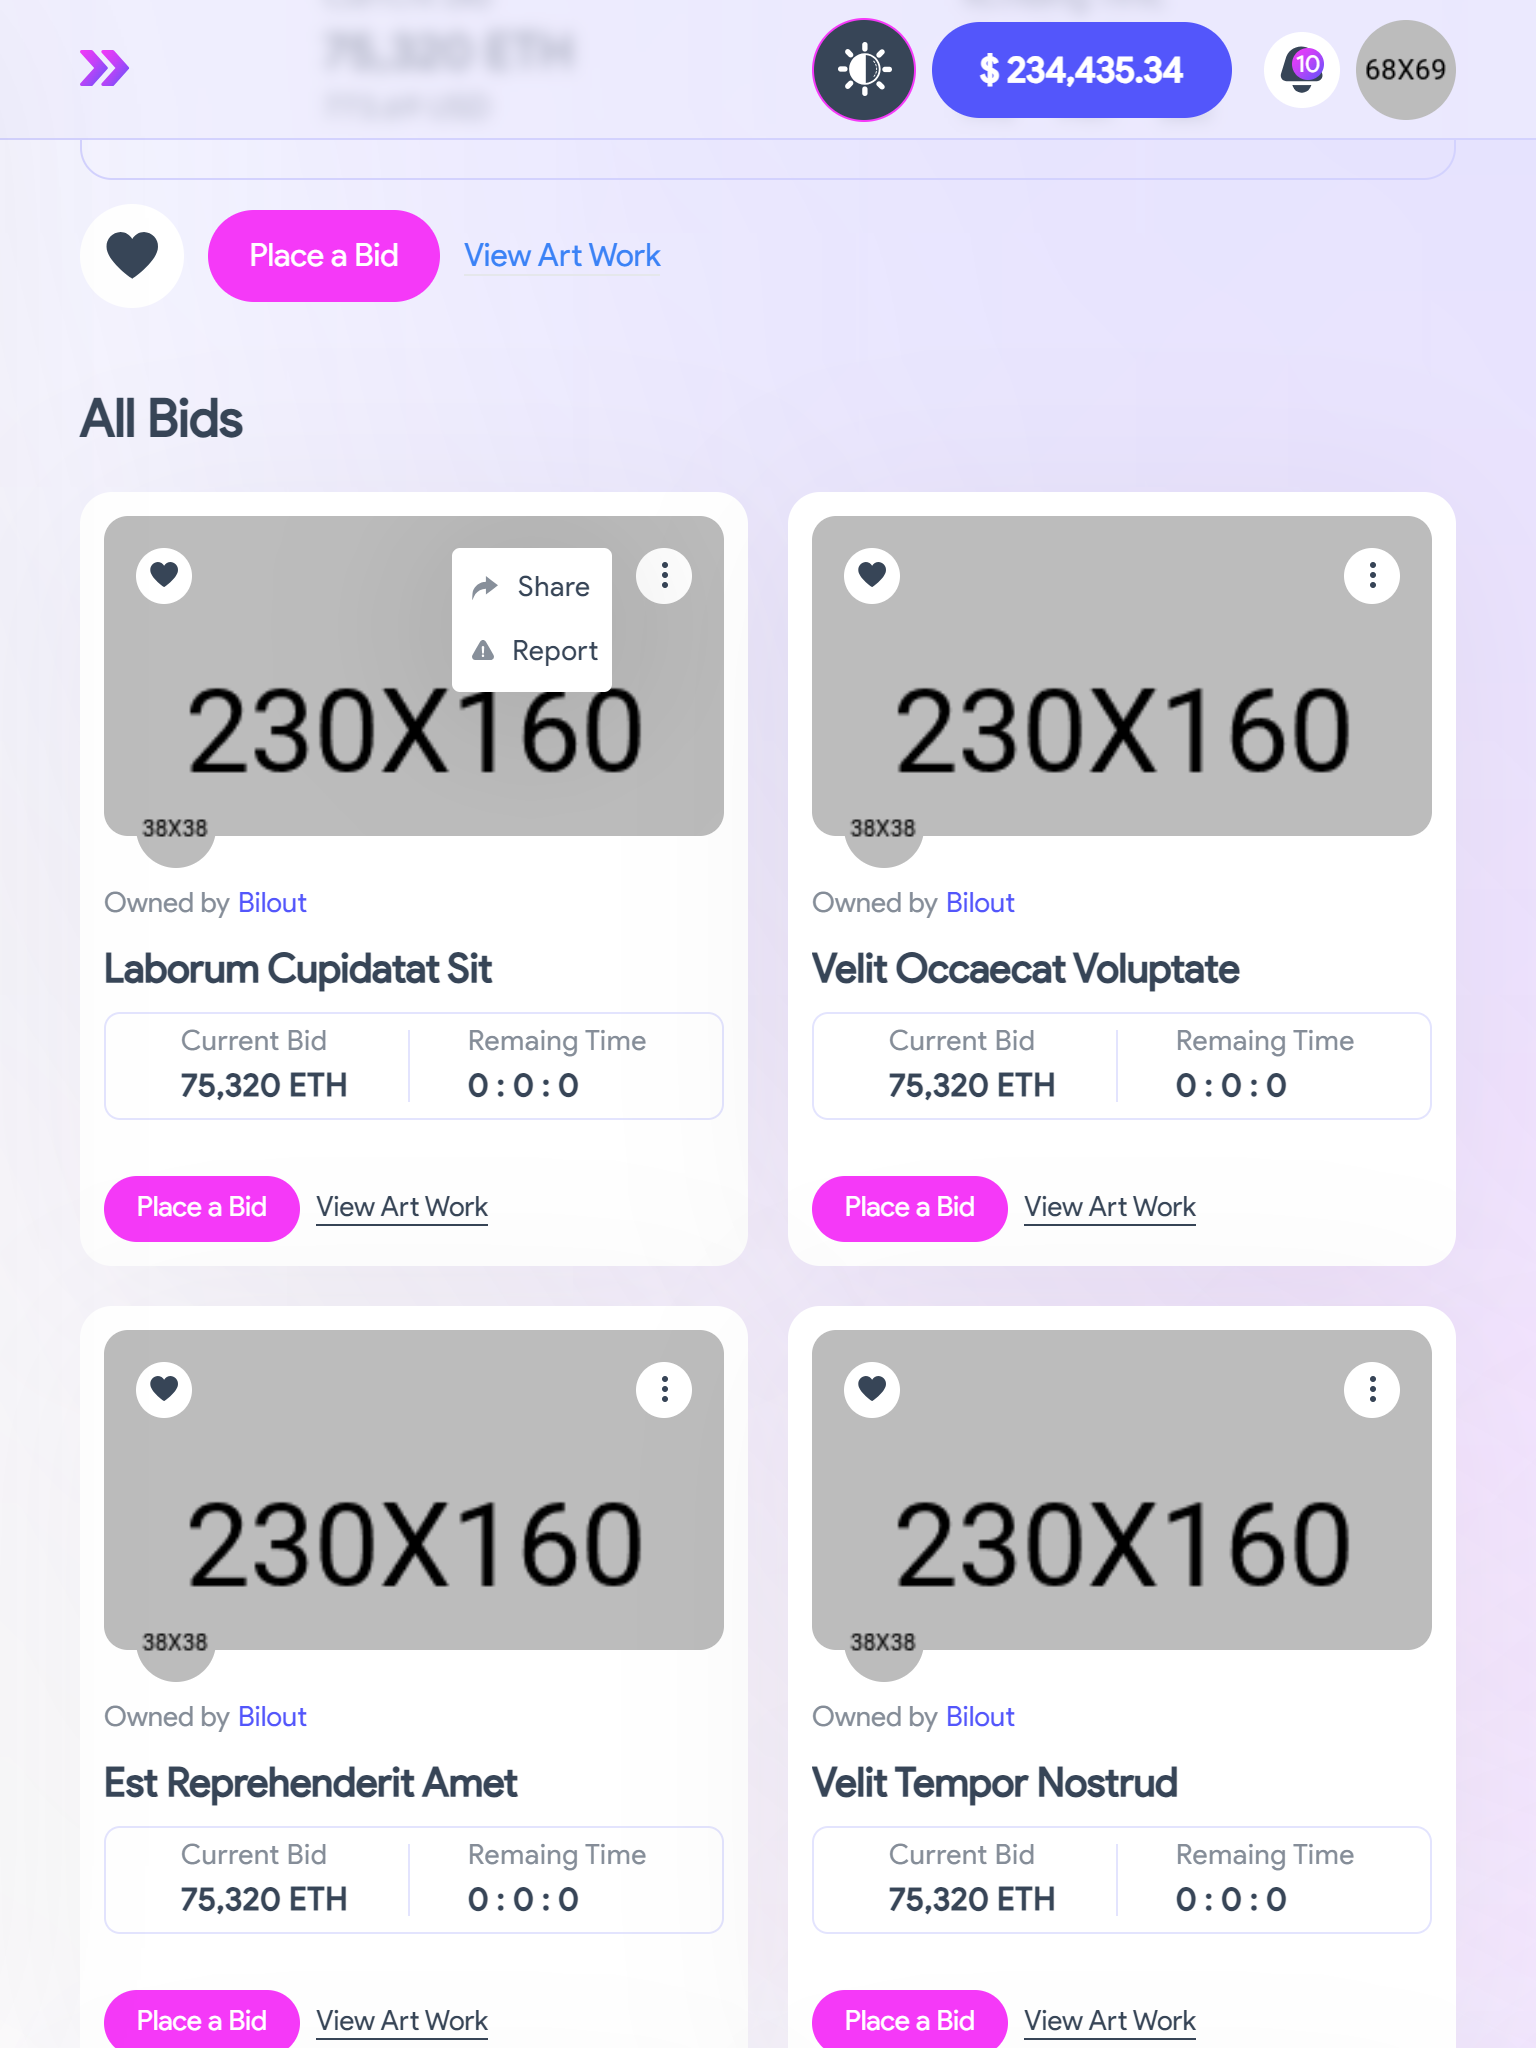 75,320 ETH
$ 234,435.34
10
68X69
Place a Bid
View Art Work
All Bids
Share
Report
230X160
38X38
Owned by Bilout
Laborum Cupidatat Sit
Current Bid
75,320 ETH
Remaing Time
0 : 0 : 0
Place a Bid
View Art Work
230X160
38X38
Owned by Bilout
Velit Occaecat Voluptate
Current Bid
75,320 ETH
Remaing Time
0 : 0 : 0
Place a Bid
View Art Work
230X160
38X38
Owned by Bilout
Est Reprehenderit Amet
Current Bid
75,320 ETH
Remaing Time
0 : 0 : 0
Place a Bid
View Art Work
230X160
38X38
Owned by Bilout
Velit Tempor Nostrud
Current Bid
75,320 ETH
Remaing Time
0 : 0 : 0
Place a Bid
View Art Work